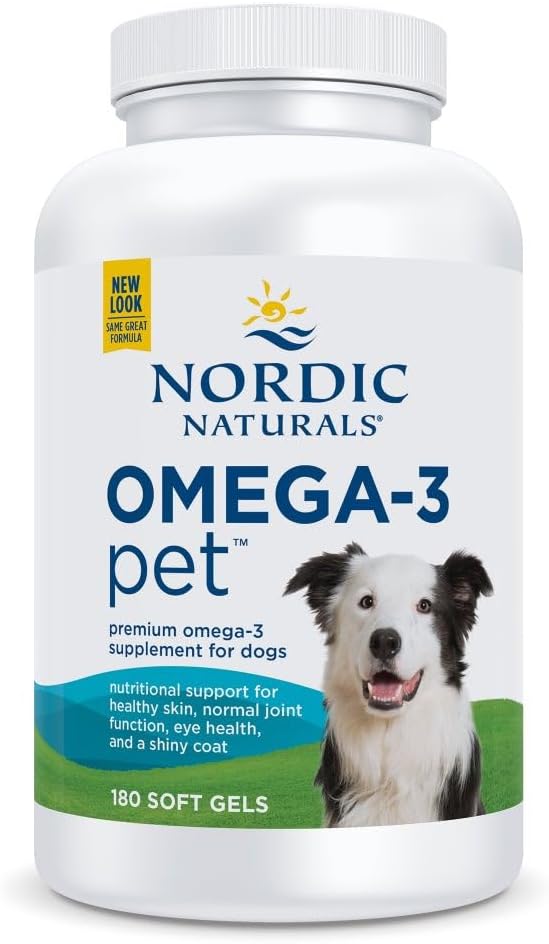 NEW
LOOK
SAME GREAT
FORMULA
NORDIC
NATURALS®
OMEGA-3
pet™
premium omega-3
supplement for dogs
nutritional support for
healthy skin, normal joint
function, eye health,
and a shiny coat
180 SOFT GELS